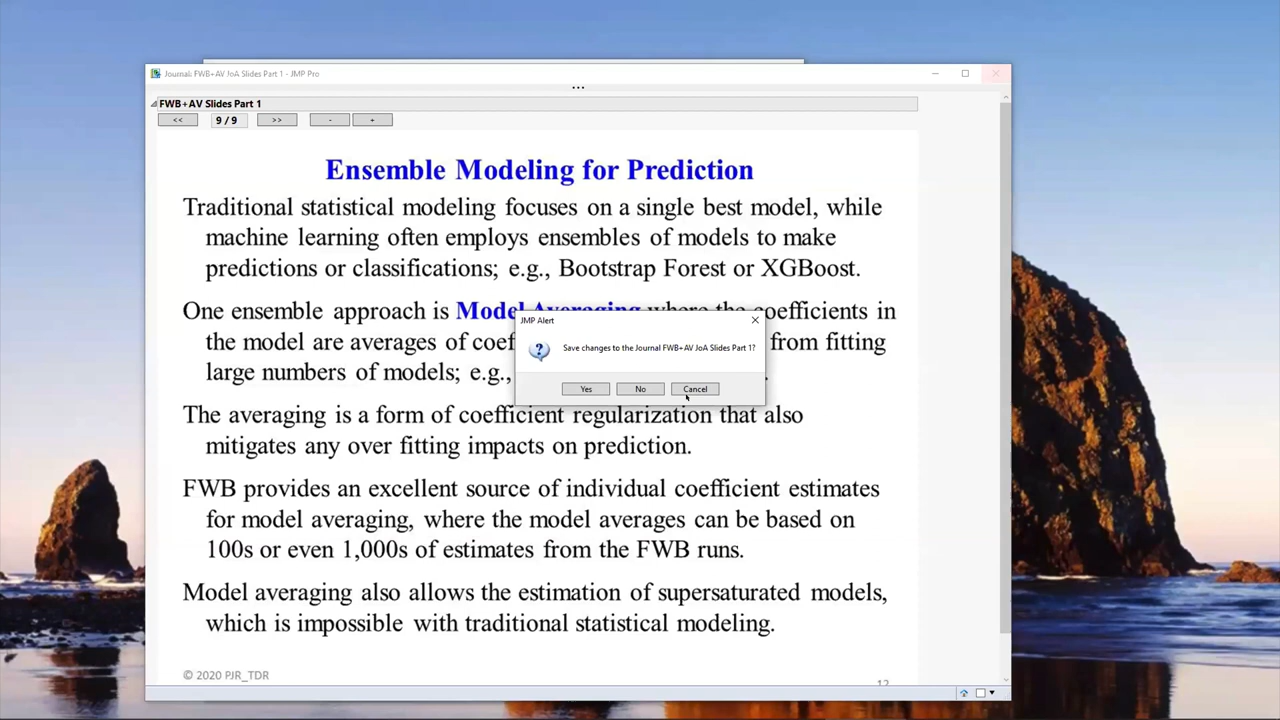 Journal: FWB+AV JoA Slides Part 1 - JMP Pro
FWB+AV Slides Part 1
<< 9 / 9 >> - +
Ensemble Modeling for Prediction
Traditional statistical modeling focuses on a single best model, while
machine learning often employs ensembles of models to make
predictions or classifications; e.g., Bootstrap Forest or XGBoost.
One ensemble approach is Model Averaging where the coefficients in
the model are averages of coef
from fitting
large numbers of models; e.g.,
JMP Alert
Save changes to the Journal FWB+AV JoA Slides Part 1?
Yes No Cancel
The averaging is a form of coefficient regularization that also
mitigates any over fitting impacts on prediction.
FWB provides an excellent source of individual coefficient estimates
for model averaging, where the model averages can be based on
100s or even 1,000s of estimates from the FWB runs.
Model averaging also allows the estimation of supersaturated models,
which is impossible with traditional statistical modeling.
© 2020 PJR_TDR
12